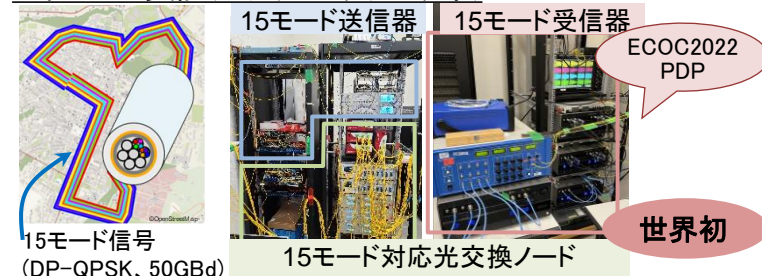 15モード送信器
15モード受信器
ECOC2022
PDP
©OpenStreetMap
15モード信号
(DP-QPSK、50GBd)
15モード対応光交換ノード
世界初